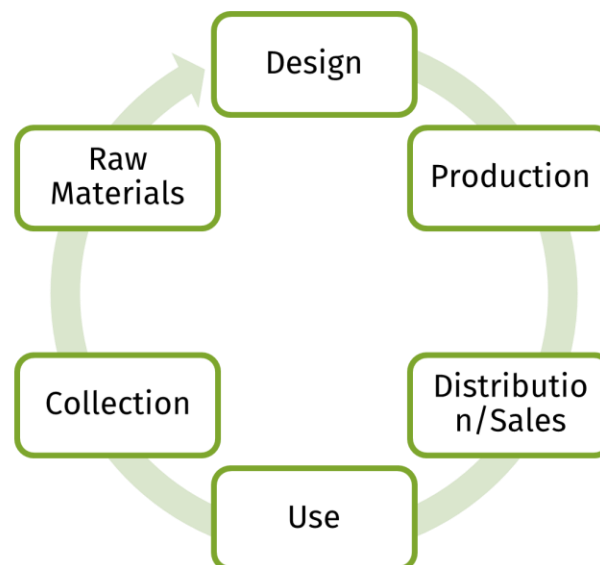 Design
Production
Distributio
n/Sales
Use
Collection
Raw
Materials